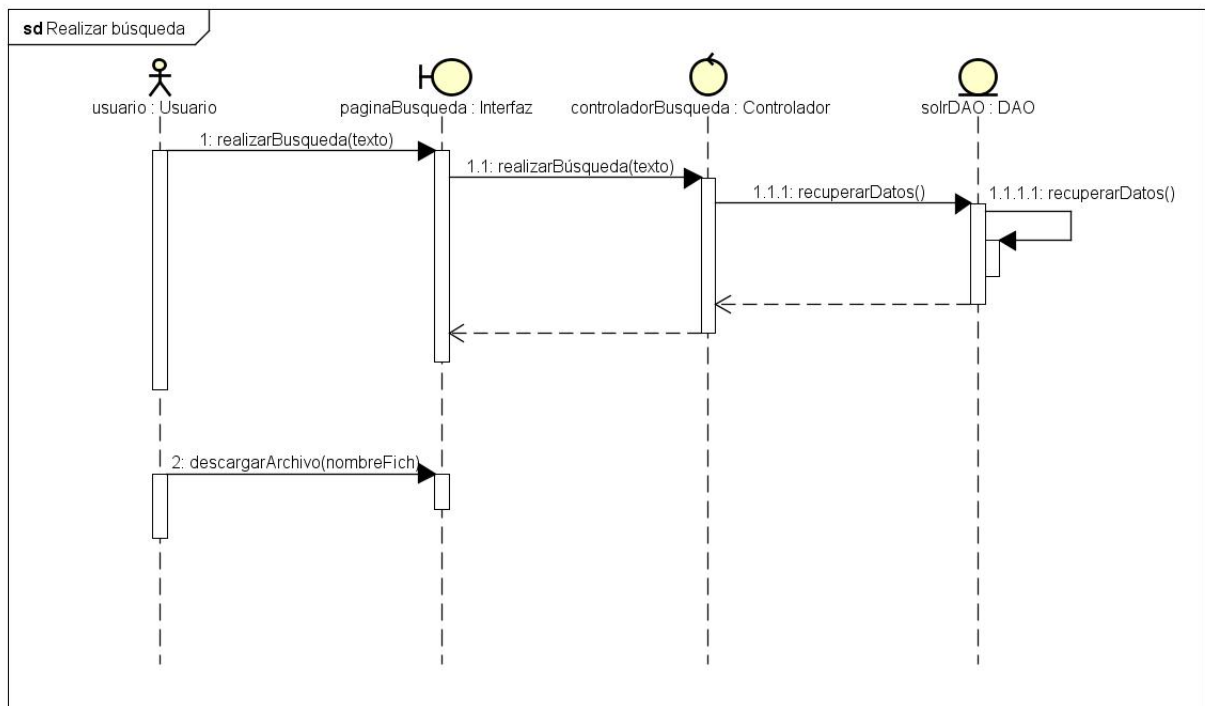 sd Realizar búsqueda
usuario : Usuario
paginaBusqueda : Interfaz
controladorBusqueda : Controlador
solrDAO : DAO
1: realizarBusqueda(texto)
1.1: realizarBúsqueda(texto)
1.1.1: recuperarDatos()
1.1.1.1: recuperarDatos()
2: descargarArchivo(nombreFich)